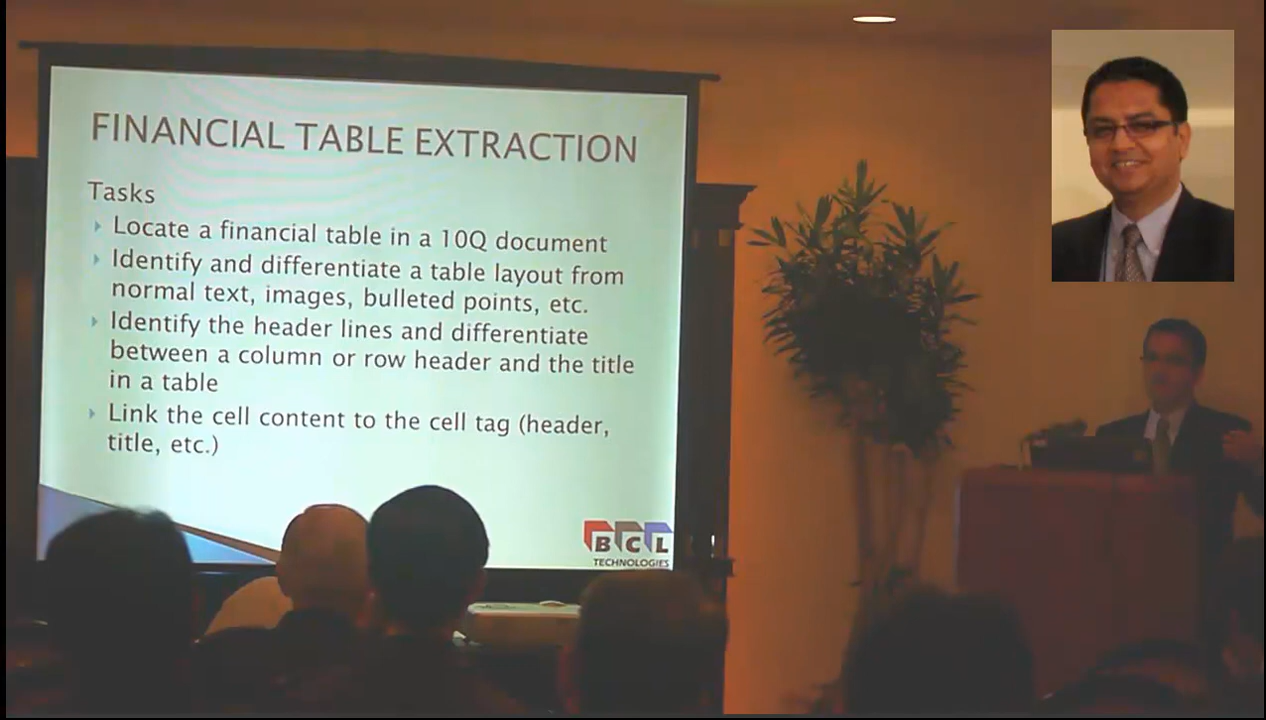 FINANCIAL TABLE EXTRACTION
Tasks
Locate a financial table in a 10Q document
Identify and differentiate a table layout from
normal text, images, bulleted points, etc.
Identify the header lines and differentiate
between a column or row header and the title
in a table
Link the cell content to the cell tag (header,
title, etc.)
BCL
TECHNOLOGIES